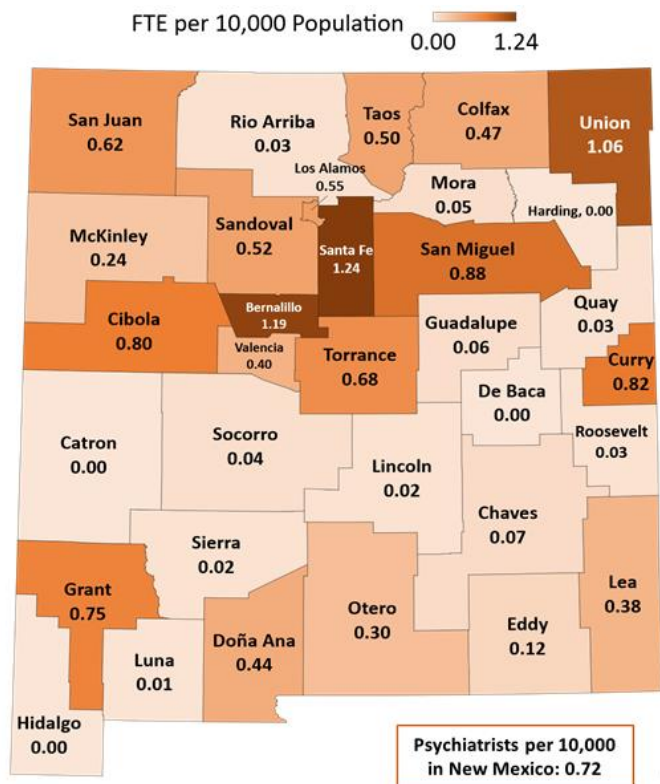 FTE per 10,000 Population
0.00 1.24
San Juan
0.62
Rio Arriba
0.03
Taos
0.50
Colfax
0.47
Union
1.06
Los Alamos
0.55
Mora
0.05
Harding, 0.00
McKinley
0.24
Sandoval
0.52
Santa Fe
1.24
San Miguel
0.88
Cibola
0.80
Bernalillo
1.19
Valencia
0.40
Torrance
0.68
Guadalupe
0.06
Quay
0.03
Curry
0.82
De Baca
0.00
Roosevelt
0.03
Catron
0.00
Socorro
0.04
Lincoln
0.02
Chaves
0.07
Sierra
0.02
Grant
0.75
Doña Ana
0.44
Otero
0.30
Eddy
0.12
Lea
0.38
Luna
0.01
Hidalgo
0.00
Psychiatrists per 10,000
in New Mexico: 0.72